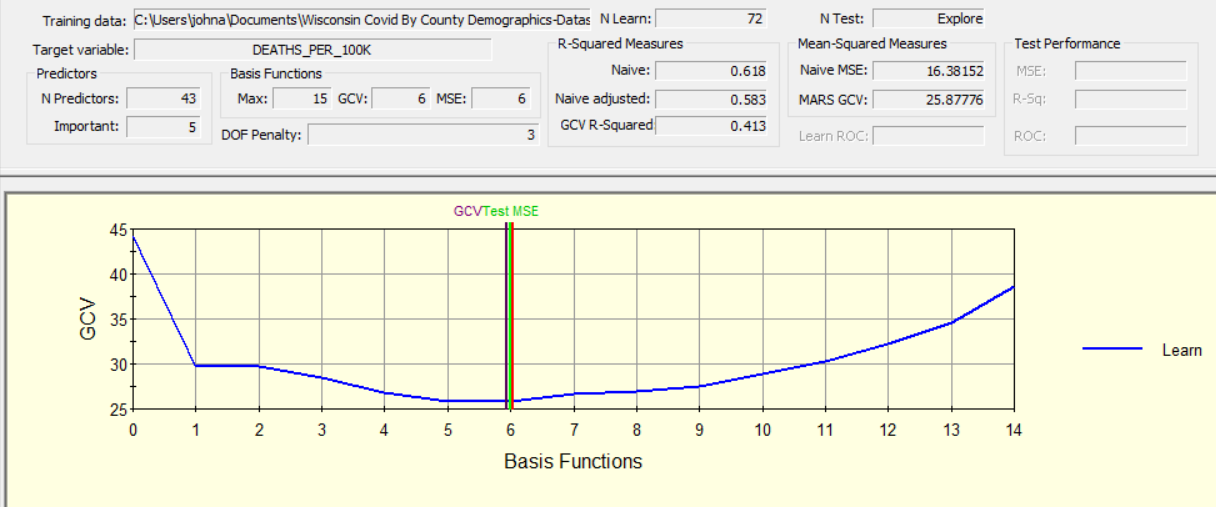 Training data: C:\Users\johna\Documents\Wisconsin Covid By County Demographics-Datas N Learn: 72 N Test: Explore
Target variable: DEATHS_PER_100K
R-Squared Measures
Naive: 0.618
Naive adjusted: 0.583
GCV R-Squared: 0.413
Mean-Squared Measures
Naive MSE: 16.38152
MARS GCV: 25.87776
Learn ROC:
Test Performance
MSE:
R-Sq:
ROC:
Predictors
N Predictors: 43
Important: 5
Basis Functions
Max: 15 GCV: 6 MSE: 6
DOF Penalty: 3
GCVTest MSE
45
40
35
30
25
GCV
0 1 2 3 4 5 6 7 8 9 10 11 12 13 14
Basis Functions
Learn